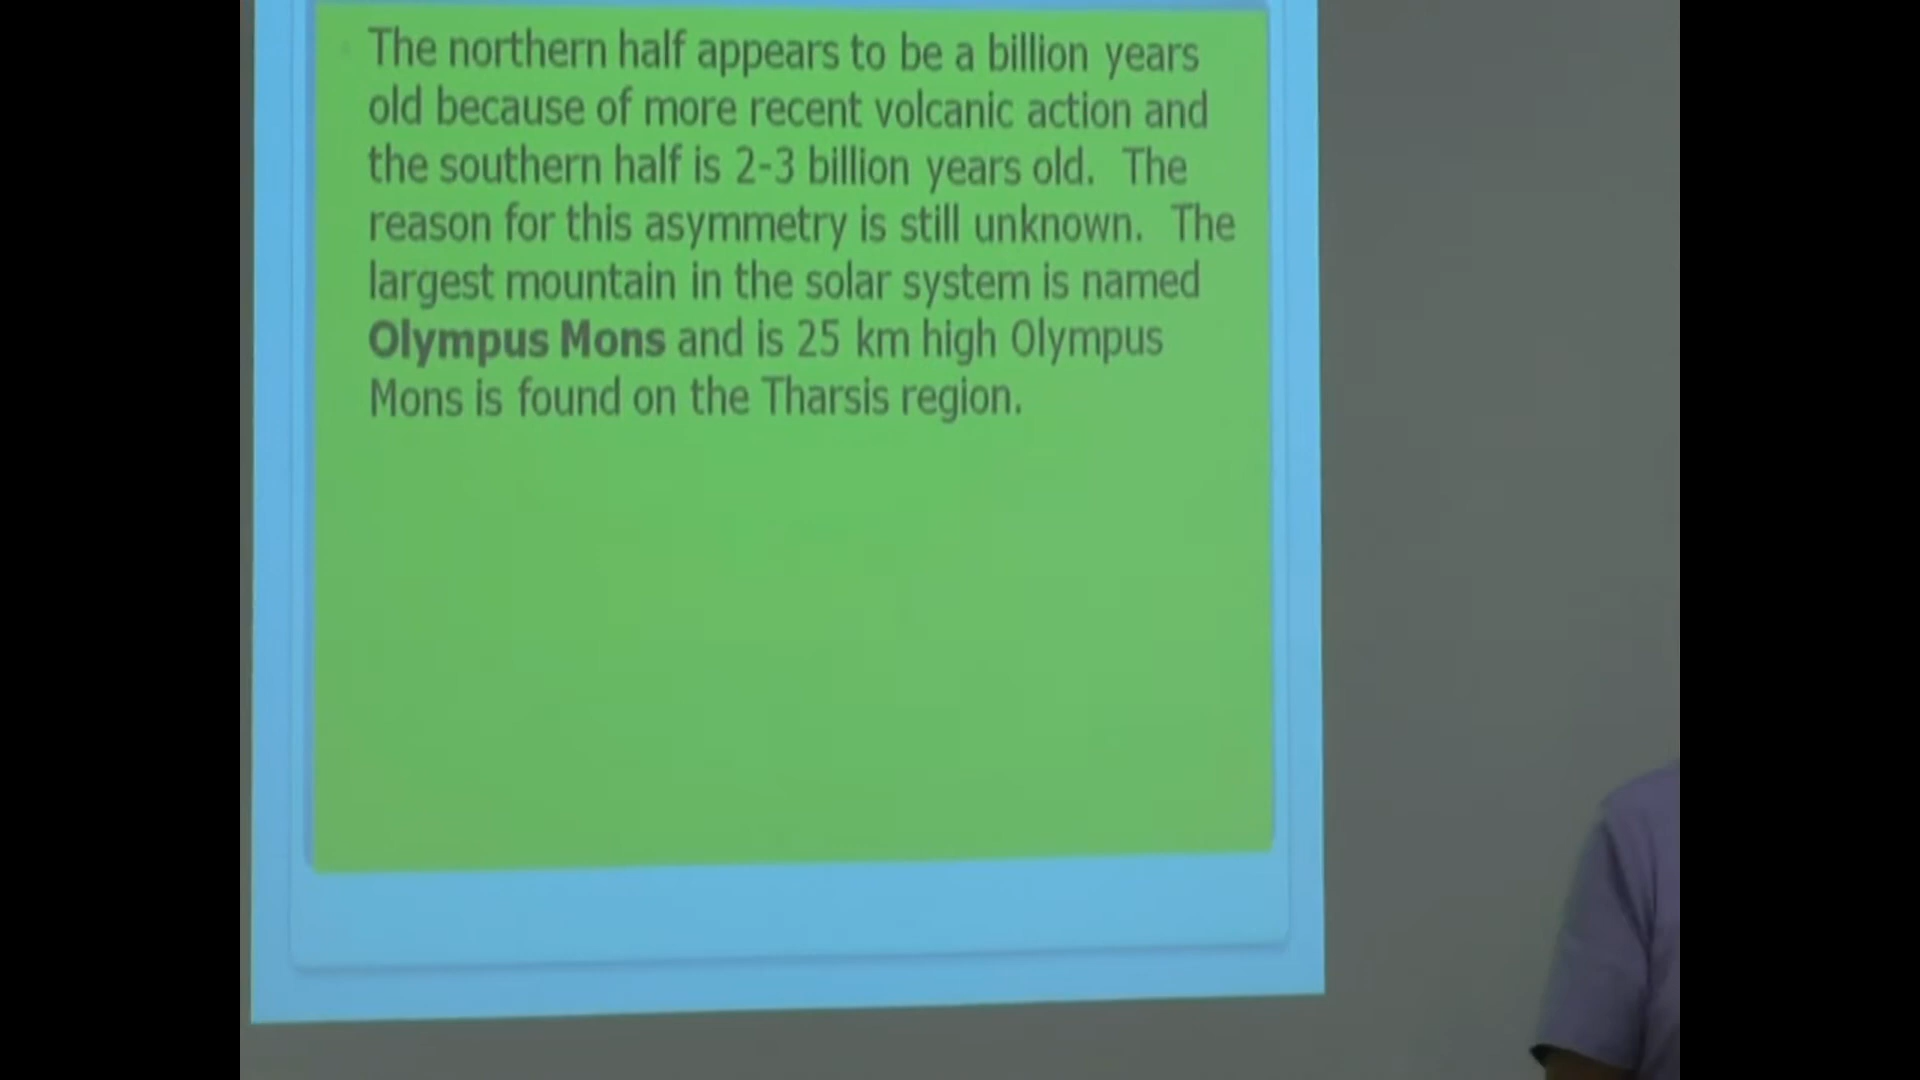 The northern half appears to be a billion years
old because of more recent volcanic action and
the southern half is 2-3 billion years old.  The
reason for this asymmetry is still unknown.  The
largest mountain in the solar system is named
Olympus Mons and is 25 km high Olympus
Mons is found on the Tharsis region.